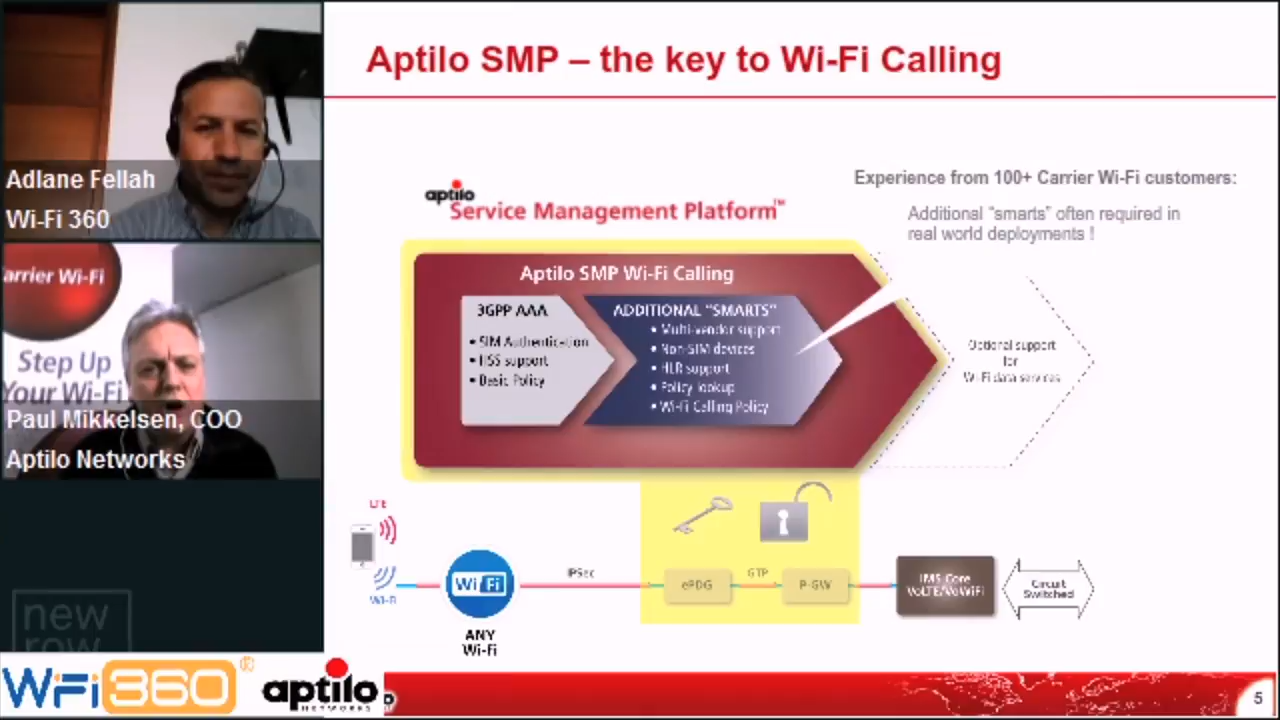 Aptilo SMP – the key to Wi-Fi Calling
Adlane Fellah
Wi-Fi 360
arrier Wi-Fi
Step Up
Your Wi-Fi
Paul Mikkelsen, COO
Aptilo Networks
new
row
aptilo
Service Management Platform™
Experience from 100+ Carrier Wi-Fi customers:
Additional "smarts" often required in
real world deployments !
Aptilo SMP Wi-Fi Calling
3GPP AAA
• SIM Authentication
• HSS support
• Basic Policy
ADDITIONAL "SMARTS"
• Multi-vendor support
• Non-SIM devices
• HLR support
• Policy lookup
• Wi-Fi Calling Policy
Optional support
for
Wi-Fi data services
LTE
Wi-Fi
Wi Fi
ANY
Wi-Fi
IPSec
ePDG
GTP
P-GW
IMS Core
VoLTE/VoWiFi
Circuit
Switched
WFi360®
aptilo
NETWORKS
5